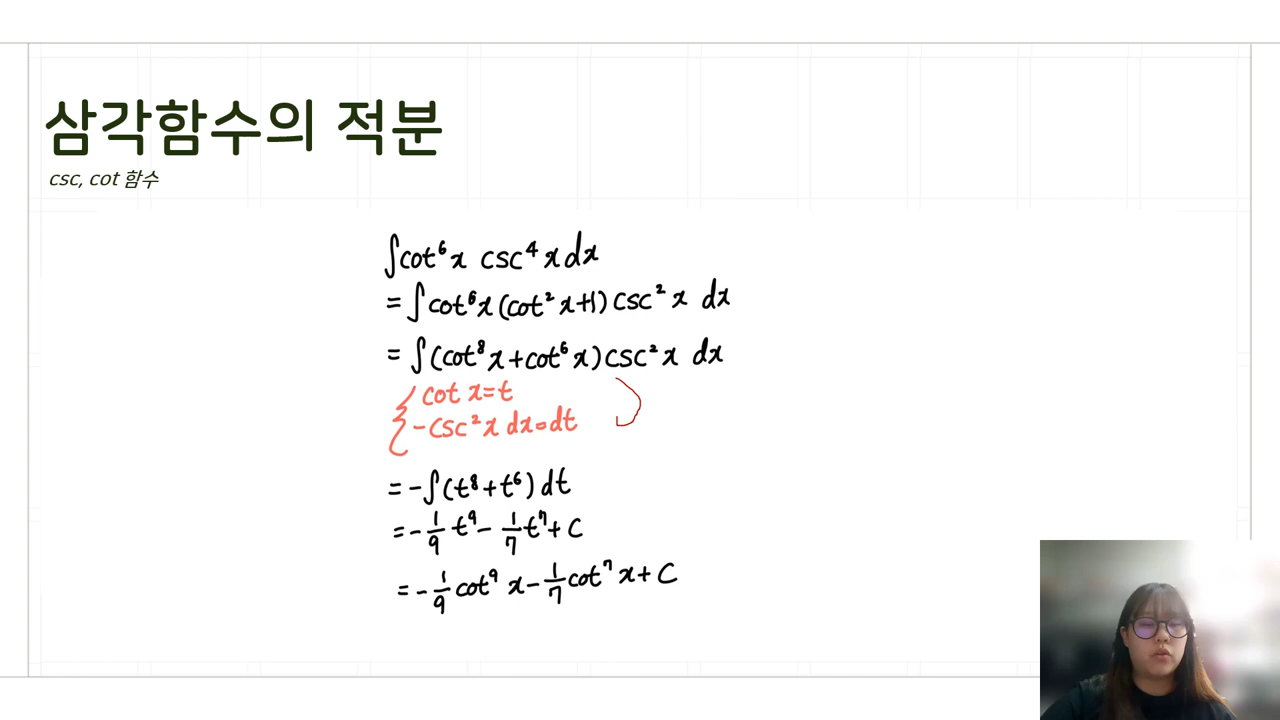 삼각함수의 적분
csc, cot 함수
∫cot⁶x csc⁴x dx
= ∫cot⁶x(cot²x+1)csc²x dx
= ∫(cot⁸x+cot⁶x)csc²x dx
cot x=t
-csc²x dx=dt
= -∫(t⁸+t⁶)dt
= -1/9 t⁹ - 1/7 t⁷ + C
= -1/9 cot⁹ x - 1/7 cot⁷ x + C